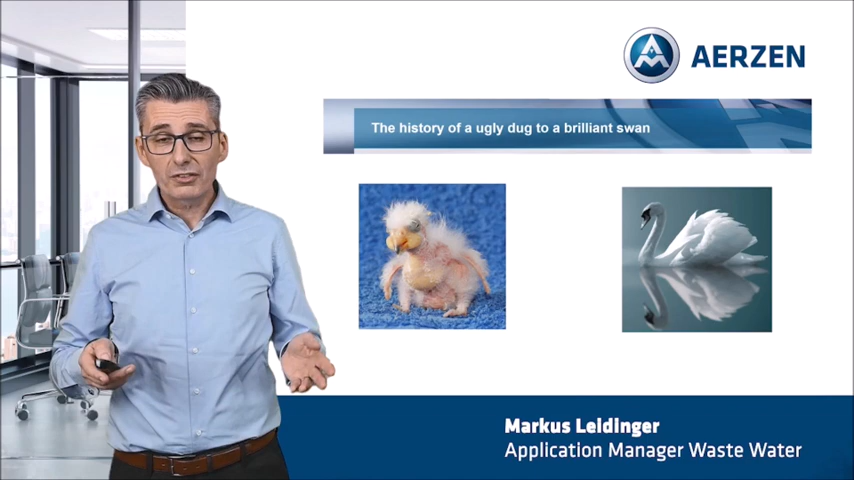 AERZEN
The history of a ugly dug to a brilliant swan
Markus Leidinger
Application Manager Waste Water